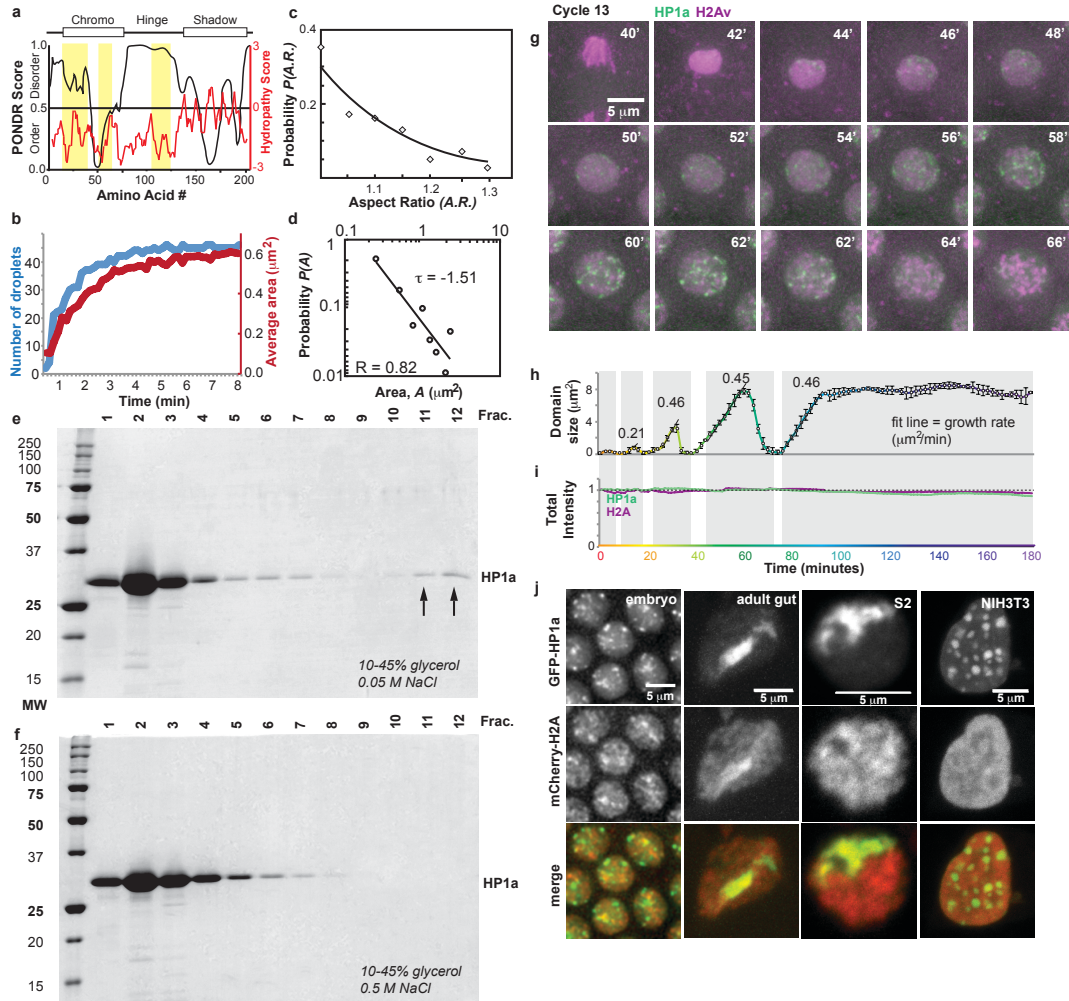 a
Chromo Hinge Shadow
1.0
0.5
0.0
PONDR Score
Disorder
Order
3
0
-3
Hydropathy Score
0 50 100 150 200
Amino Acid #
b
40
30
20
10
0
Number of droplets
0.6
0.4
0.2
0.0
Average area (μm²)
1 2 3 4 5 6 7 8
Time (min)
c
0.4
0.2
0
Probability P(A.R.)
1.1 1.2 1.3
Aspect Ratio (A.R.)
d
0.1 1 10
1
0.1
0.01
Probability P(A)
τ = -1.51
R = 0.82
Area, A (μm²)
e
1 2 3 4 5 6 7 8 9 10 11 12 Frac.
250
150
100
75
50
37
25
20
15
HP1a
10-45% glycerol
0.05 M NaCl
MW
f
1 2 3 4 5 6 7 8 9 10 11 12 Frac.
250
150
100
75
50
37
25
20
15
HP1a
10-45% glycerol
0.5 M NaCl
g
Cycle 13 HP1a H2Av
40' 42' 44' 46' 48'
5 μm
50' 52' 54' 56' 58'
60' 62' 62' 64' 66'
h
Domain
size (μm²)
8
4
0
0.21 0.46 0.45 0.46
fit line = growth rate
(μm²/min)
i
Total
Intensity
1
0
HP1a
H2A
0 20 40 60 80 100 120 140 160 180
Time (minutes)
j
embryo adult gut S2 NIH3T3
GFP-HP1a
5 μm 5 μm 5 μm 5 μm
mCherry-H2A
merge